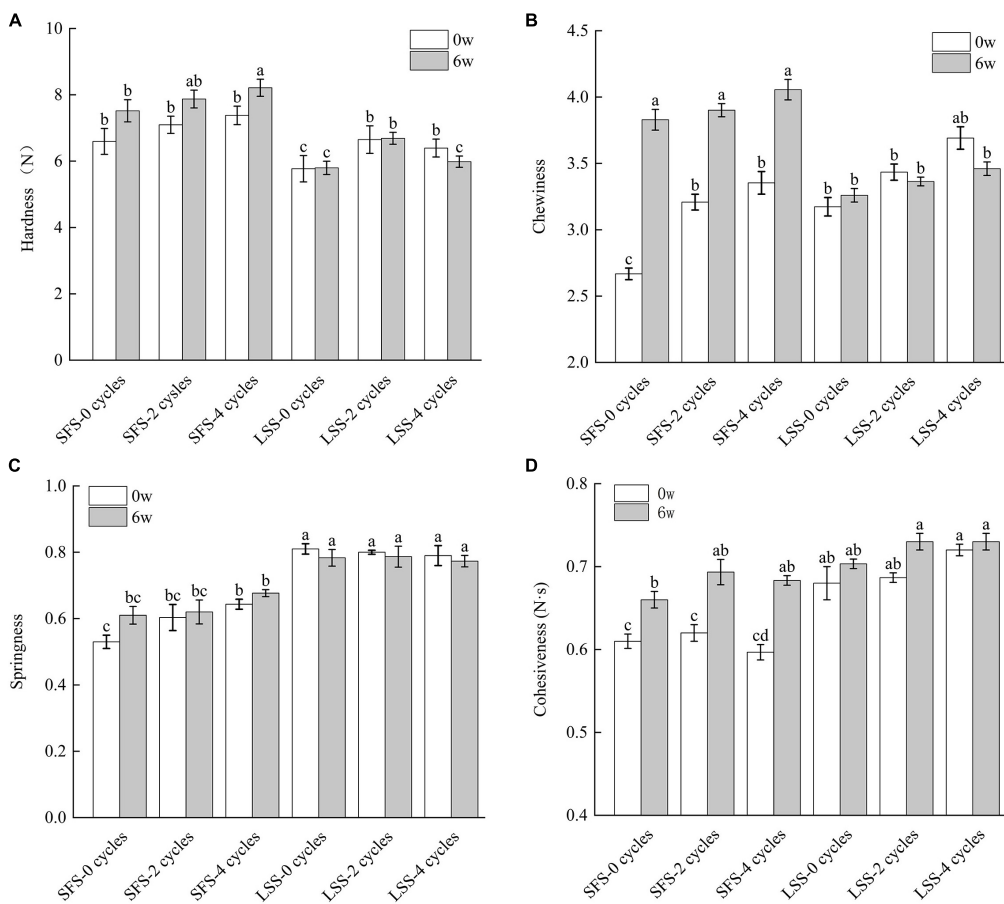 A
10
8
6
4
2
0
Hardness （N）
0w
6w
b
b
b
ab
b
a
c
c
b
b
b
c
SFS-0 cycles
SFS-2 cysles
SFS-4 cycles
LSS-0 cycles
LSS-2 cycles
LSS-4 cycles
B
4.5
4.0
3.5
3.0
2.5
2.0
Chewiness
0w
6w
c
a
b
a
b
a
b
b
b
b
ab
b
SFS-0 cycles
SFS-2 cycles
SFS-4 cycles
LSS-0 cycles
LSS-2 cycles
LSS-4 cycles
C
1.0
0.8
0.6
0.4
0.2
0.0
Springness
0w
6w
c
bc
bc
bc
b
b
a
a
a
a
a
a
SFS-0 cycles
SFS-2 cycles
SFS-4 cycles
LSS-0 cycles
LSS-2 cycles
LSS-4 cycles
D
0.8
0.7
0.6
0.5
0.4
Cohesiveness (N·s)
0w
6w
c
b
c
ab
cd
ab
ab
ab
ab
a
a
a
SFS-0 cycles
SFS-2 cycles
SFS-4 cycles
LSS-0 cycles
LSS-2 cycles
LSS-4 cycles